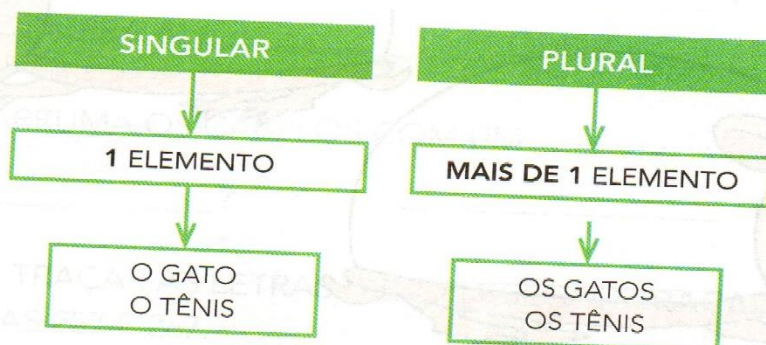 SINGULAR
1 ELEMENTO
O GATO
O TÊNIS
PLURAL
MAIS DE 1 ELEMENTO
OS GATOS
OS TÊNIS